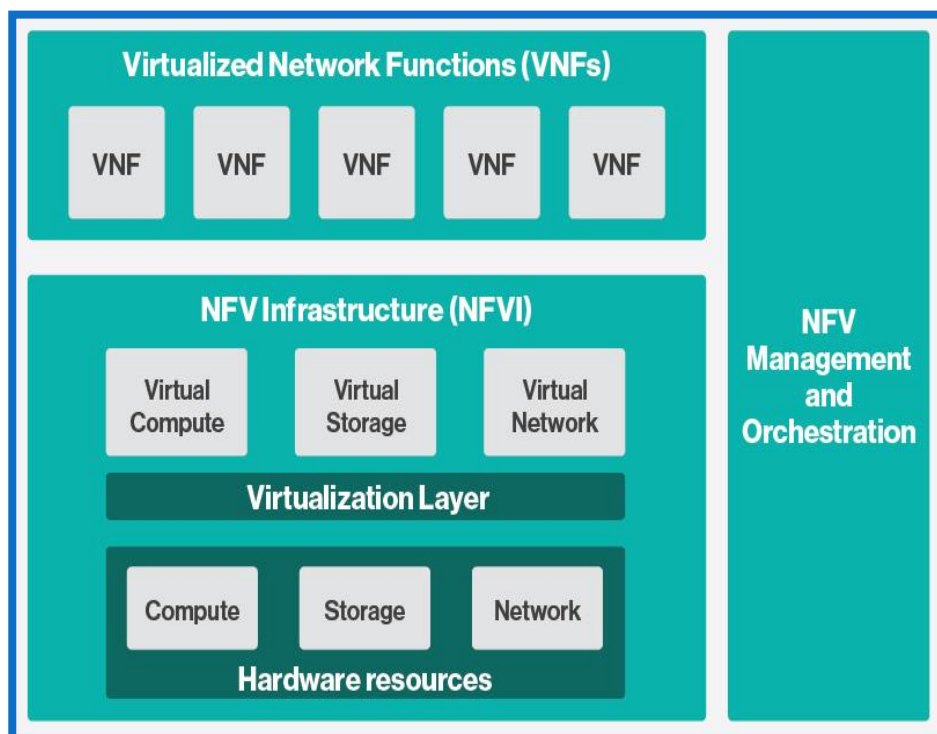 Virtualized Network Functions (VNFs)
VNF VNF VNF VNF VNF
NFV Infrastructure (NFVI)
Virtual
Compute
Virtual
Storage
Virtual
Network
Virtualization Layer
Compute Storage Network
Hardware resources
NFV
Management
and
Orchestration